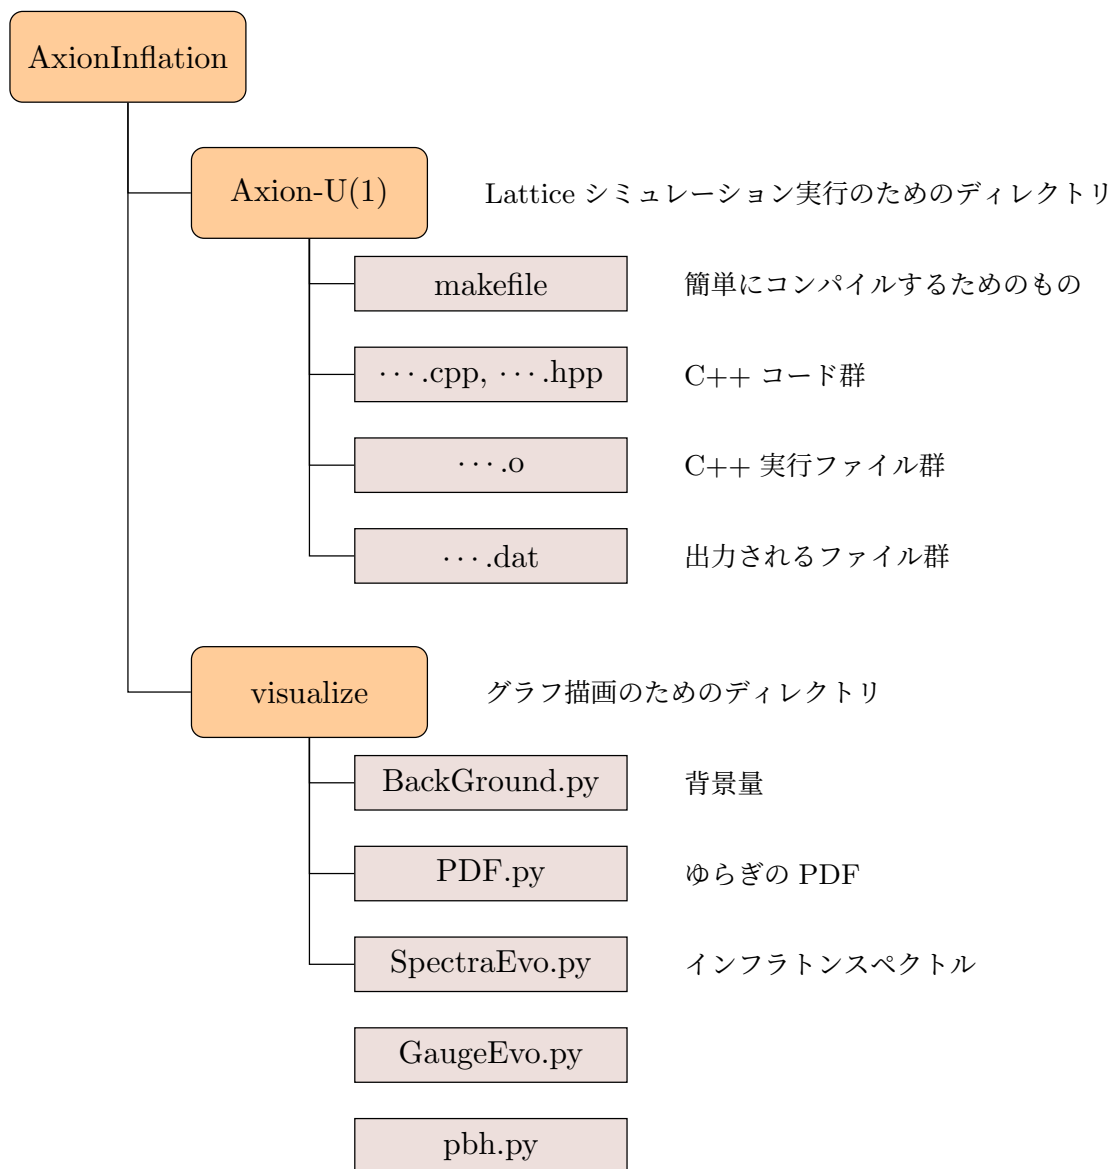 AxionInflation
Axion-U(1) Lattice シミュレーション実行のためのディレクトリ
makefile 簡単にコンパイルするためのもの
··· .cpp, ··· .hpp C++ コード群
··· .o C++ 実行ファイル群
··· .dat 出力されるファイル群
visualize グラフ描画のためのディレクトリ
BackGround.py 背景量
PDF.py ゆらぎの PDF
SpectraEvo.py インフラトンスペクトル
GaugeEvo.py
pbh.py